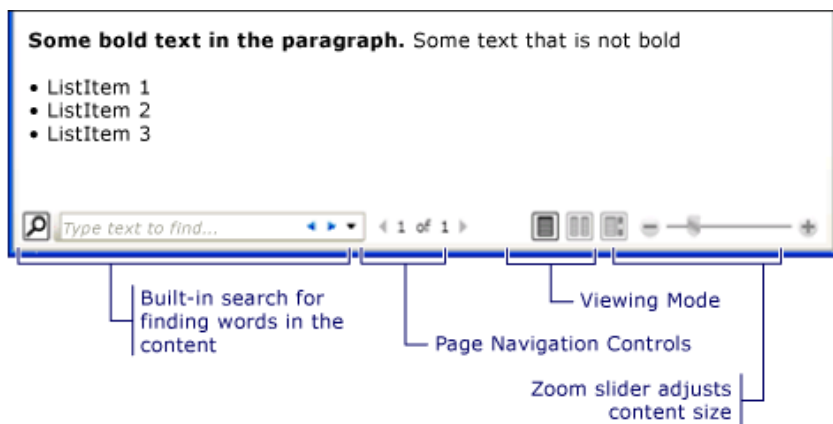 Some bold text in the paragraph. Some text that is not bold
• ListItem 1
• ListItem 2
• ListItem 3
Type text to find... 1 of 1
Built-in search for
finding words in the
content
Viewing Mode
Page Navigation Controls
Zoom slider adjusts
content size